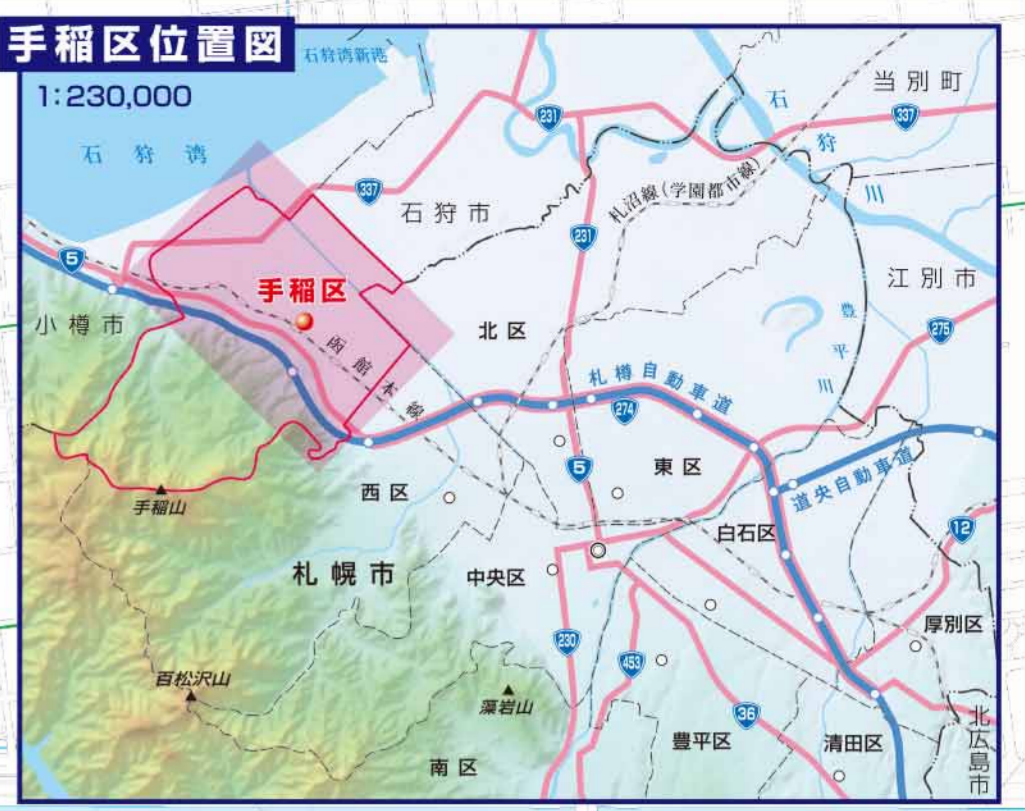 手稲区位置図
1:230,000
石狩湾新港
石狩湾
当別町
石狩川
231
337
337
札沼線(学園都市線)
石狩市
231
5
手稲区
江別市
小樽市
北区
豊平川
275
函館本線
札樽自動車道
274
5
東区
西区
道央自動車道
手稲山
12
白石区
札幌市
中央区
厚別区
230
453
百松沢山
藻岩山
36
北広島市
豊平区
清田区
南区